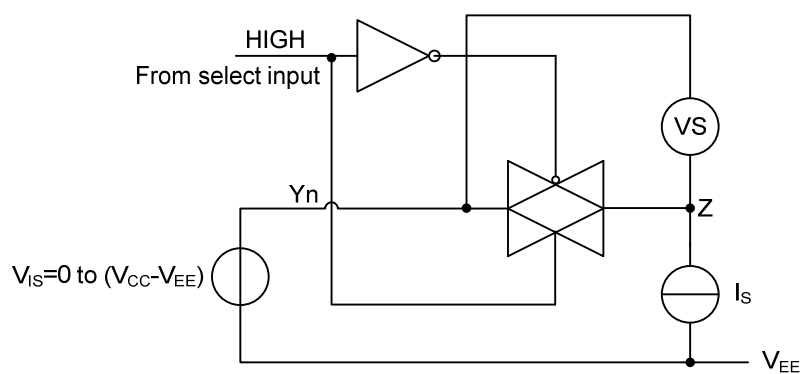 HIGH
From select input
VS
Yn
Z
V_IS=0 to (V_CC-V_EE)
I_S
V_EE